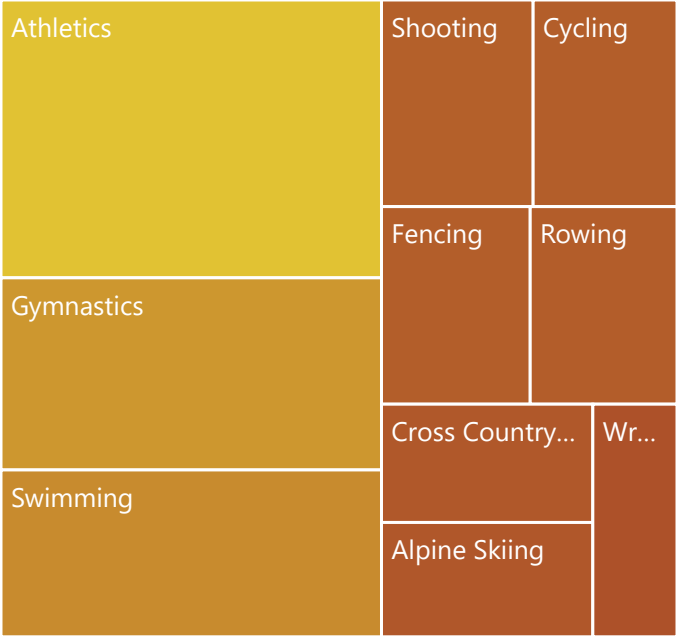 Athletics
Shooting
Cycling
Gymnastics
Fencing
Rowing
Swimming
Cross Country...
Wr...
Alpine Skiing